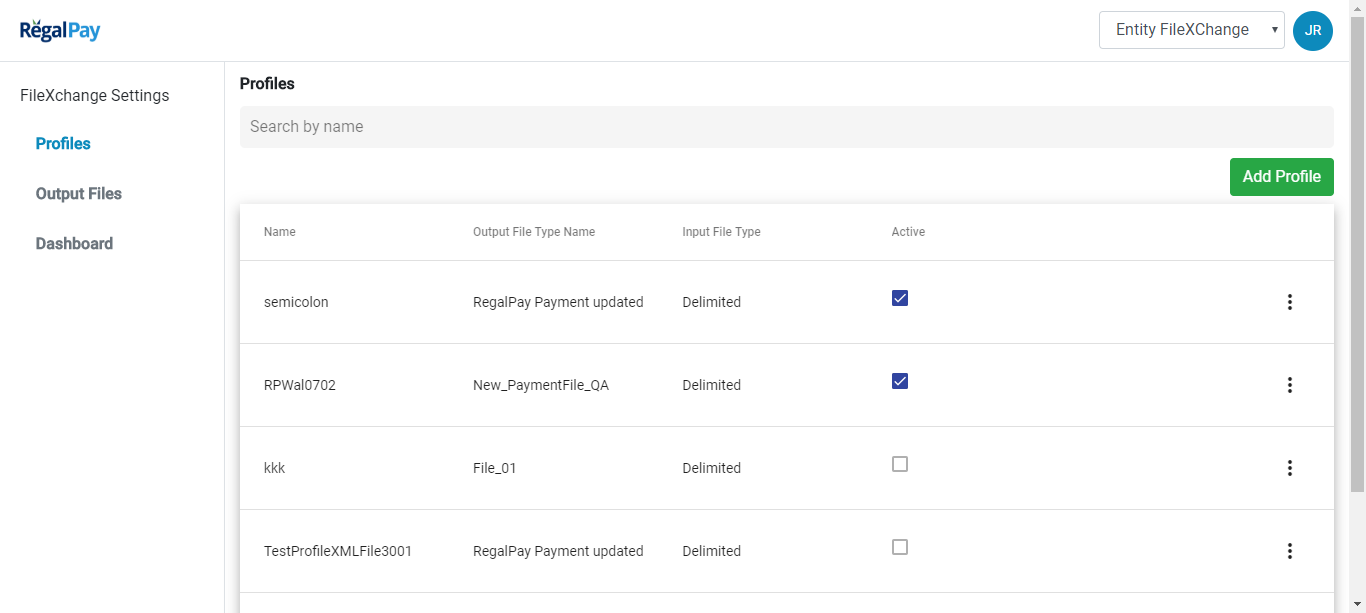 RegalPay
Entity FileXChange
JR
FileXchange Settings
Profiles
Output Files
Dashboard
Profiles
Search by name
Add Profile
Name Output File Type Name Input File Type Active
semicolon RegalPay Payment updated Delimited
RPWal0702 New_PaymentFile_QA Delimited
kkk File_01 Delimited
TestProfileXMLFile3001 RegalPay Payment updated Delimited